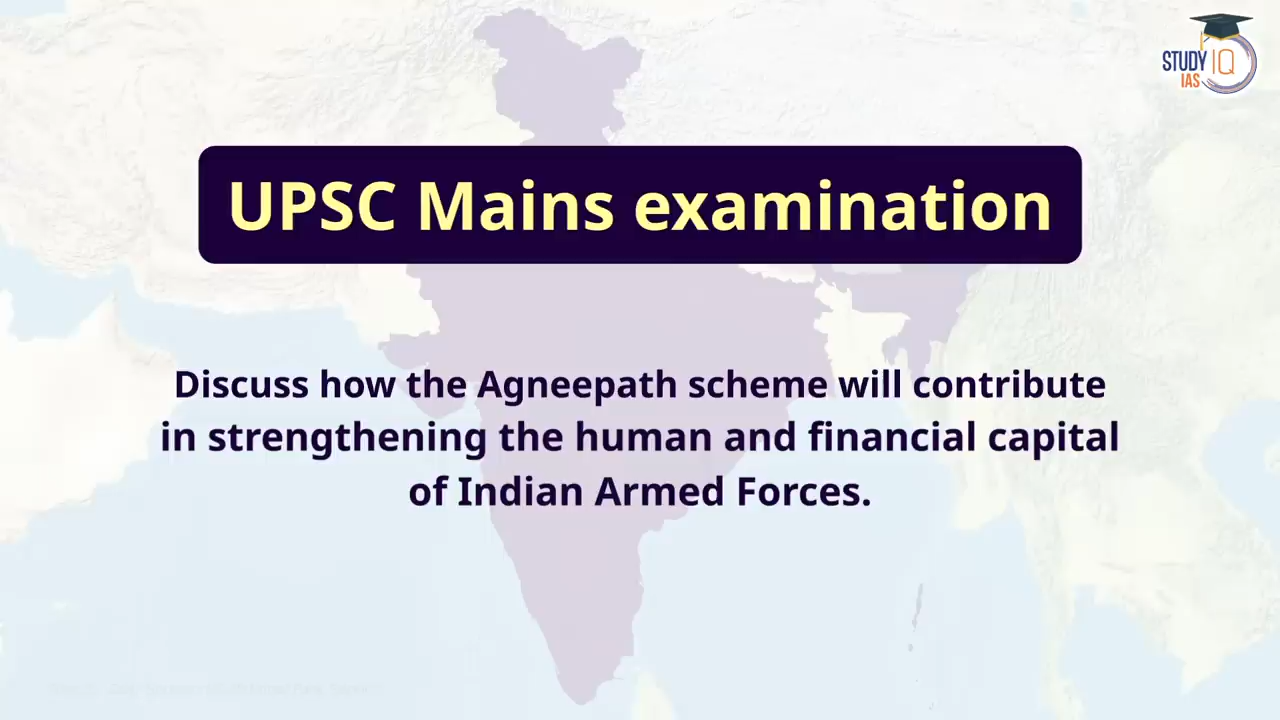 STUDY IQ
IAS
UPSC Mains examination
Discuss how the Agneepath scheme will contribute
in strengthening the human and financial capital
of Indian Armed Forces.